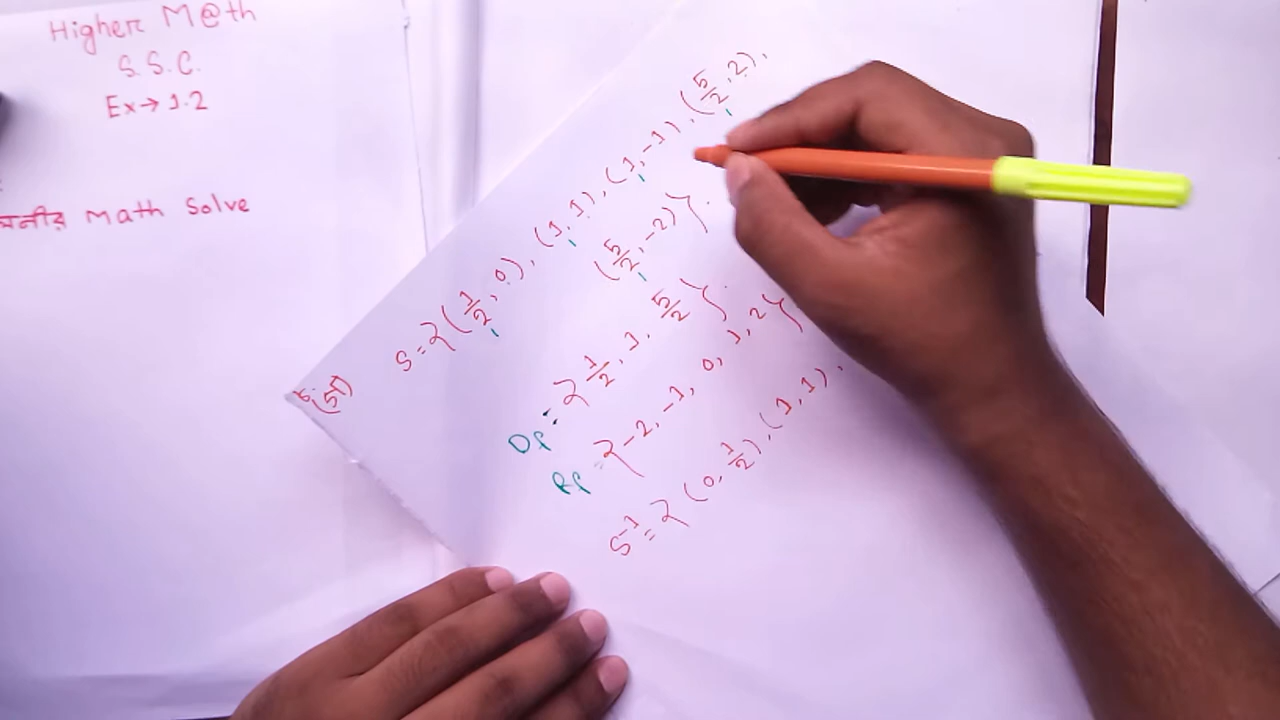 Higher M@th
S.S.C.
Ex→1.2
Math Solve
S={(1/2, 0), (1, 1), (1, -1), (5/2, 2),
(5/2, -2)}.
Df: {1/2, 1, 5/2}.
Rf = {-2, -1, 0, 1, 2}
S⁻¹= {(0, 1/2), (1, 1),